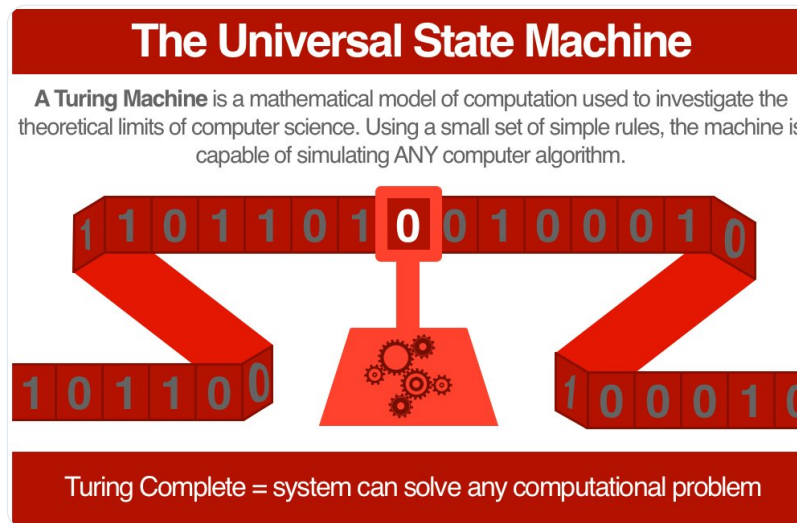 The Universal State Machine
A Turing Machine is a mathematical model of computation used to investigate the
theoretical limits of computer science. Using a small set of simple rules, the machine is
capable of simulating ANY computer algorithm.
1 1 0 1 1 0 1 0 0 1 0 0 0 1 0
1 0 1 1 0 0 1 0 0 0 1 0
Turing Complete = system can solve any computational problem